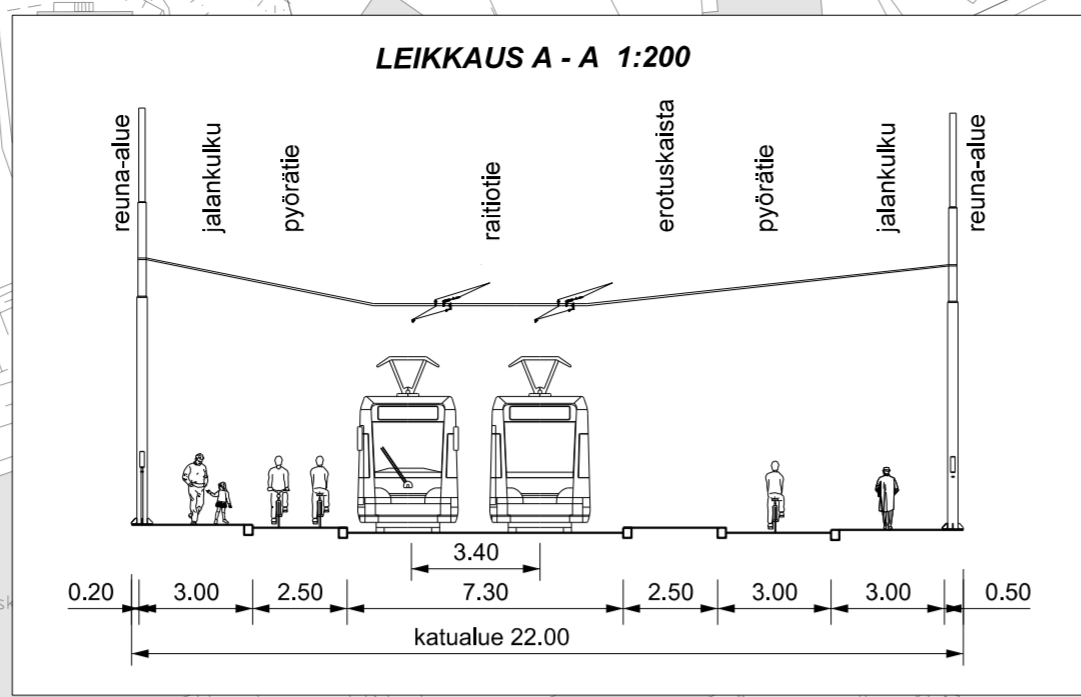 LEIKKAUS A - A 1:200
reuna-alue
jalankulku
pyörätie
raitiotie
erotuskaista
pyörätie
jalankulku
reuna-alue
3.40
0.20 3.00 2.50 7.30 2.50 3.00 3.00 0.50
katualue 22.00